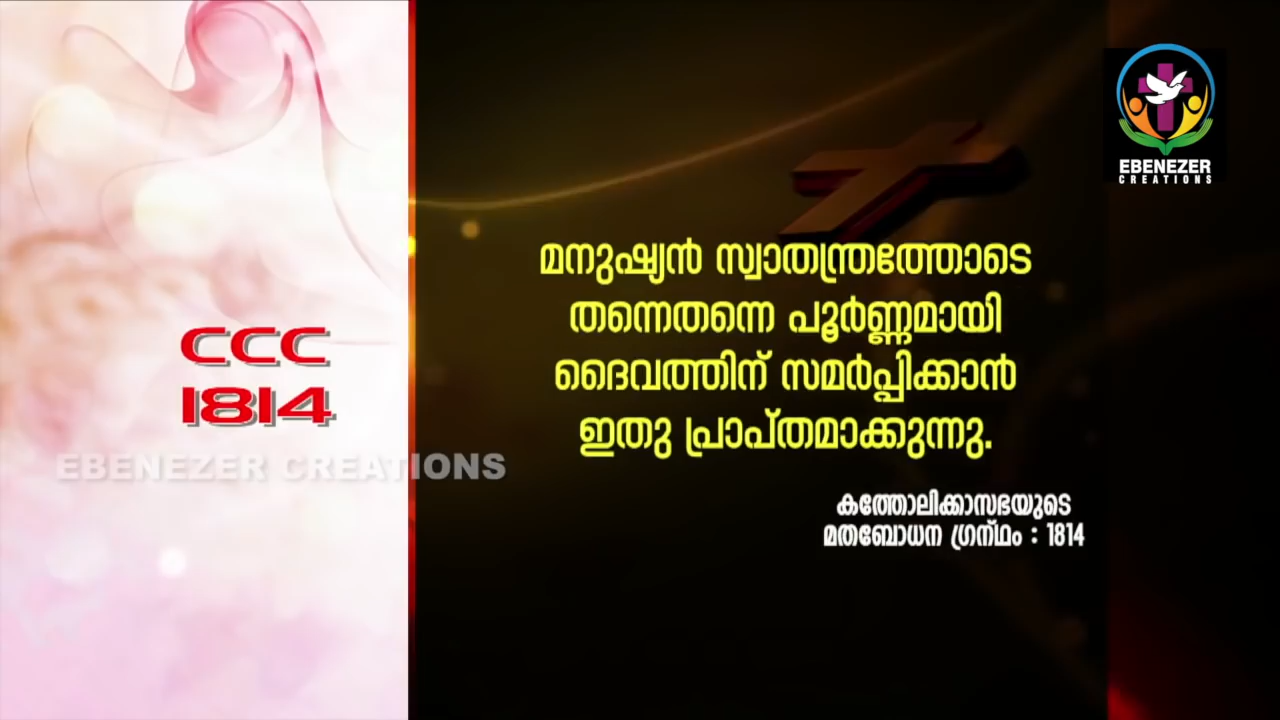 CCC
1814
EBENEZER CREATIONS
മനുഷ്യൻ സ്വാതന്ത്രത്തോടെ
തന്നെതന്നെ പൂർണ്ണമായി
ദൈവത്തിന് സമർപ്പിക്കാൻ
ഇതു പ്രാപ്തമാക്കുന്നു.
കത്തോലിക്കാസഭയുടെ
മതബോധന ഗ്രന്ഥം : 1814
EBENEZER
CREATIONS